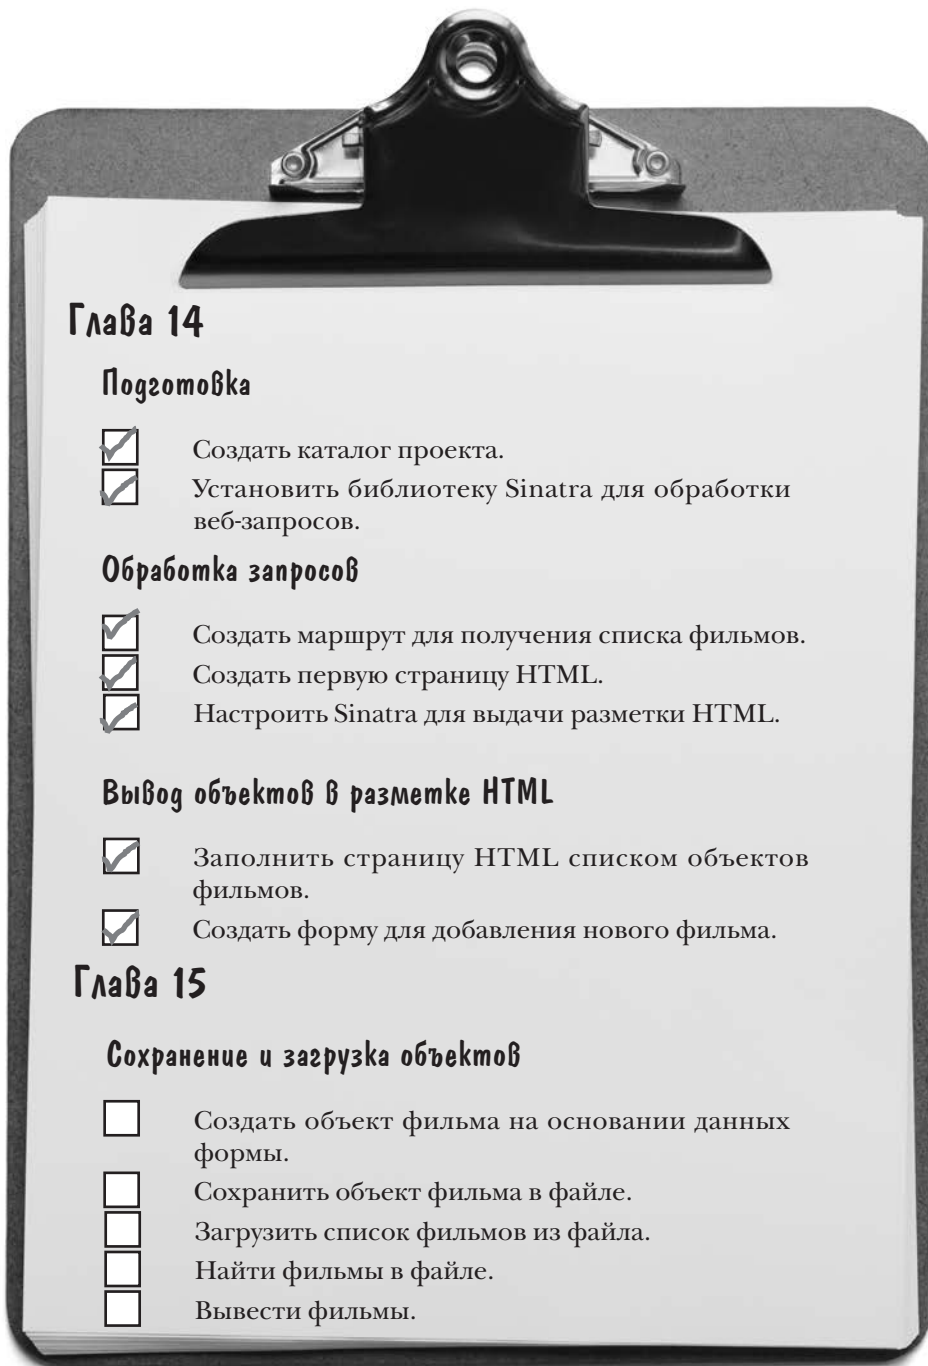 Глава 14
Подготовка
Создать каталог проекта.
Установить библиотеку Sinatra для обработки
веб-запросов.
Обработка запросов
Создать маршрут для получения списка фильмов.
Создать первую страницу HTML.
Настроить Sinatra для выдачи разметки HTML.
Вывод объектов в разметке HTML
Заполнить страницу HTML списком объектов
фильмов.
Создать форму для добавления нового фильма.
Глава 15
Сохранение и загрузка объектов
Создать объект фильма на основании данных
формы.
Сохранить объект фильма в файле.
Загрузить список фильмов из файла.
Найти фильмы в файле.
Вывести фильмы.